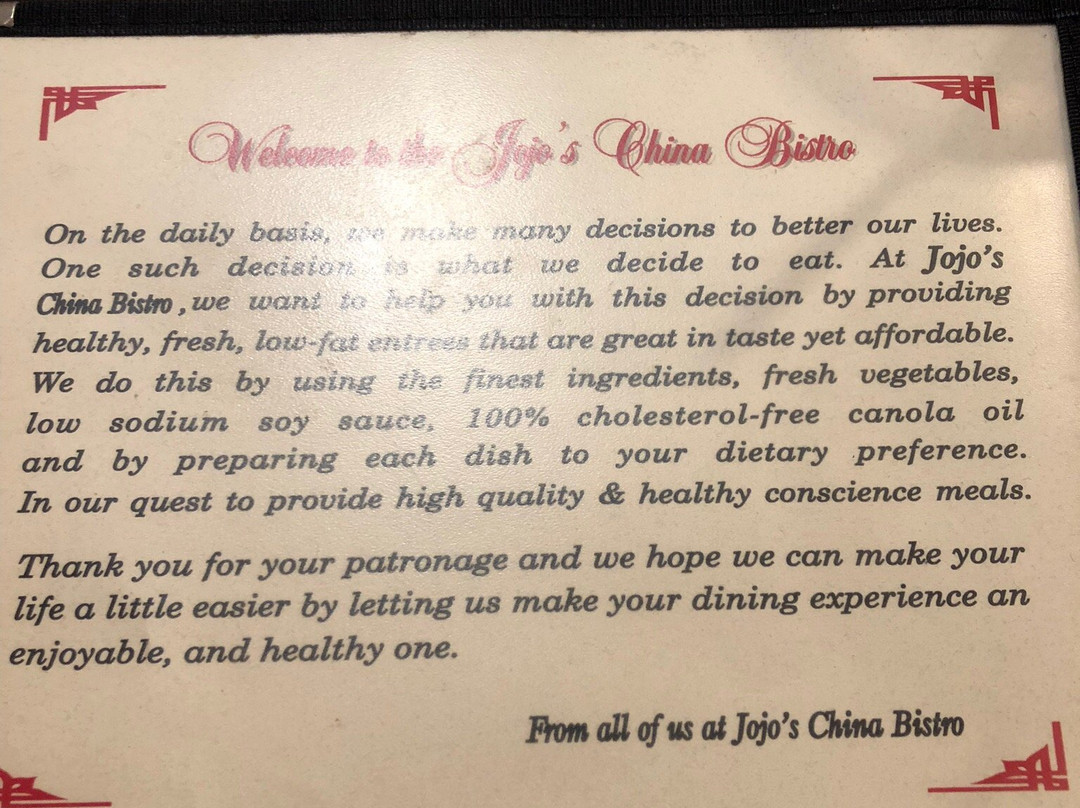 Welcome to the Jojo's China Bistro
On the daily basis, we make many decisions to better our lives.
One such decision is what we decide to eat. At Jojo's
China Bistro, we want to help you with this decision by providing
healthy, fresh, low-fat entrees that are great in taste yet affordable.
We do this by using the finest ingredients, fresh vegetables,
low sodium soy sauce, 100% cholesterol-free canola oil
and by preparing each dish to your dietary preference.
In our quest to provide high quality & healthy conscience meals.
Thank you for your patronage and we hope we can make your
life a little easier by letting us make your dining experience an
enjoyable, and healthy one.
From all of us at Jojo's China Bistro